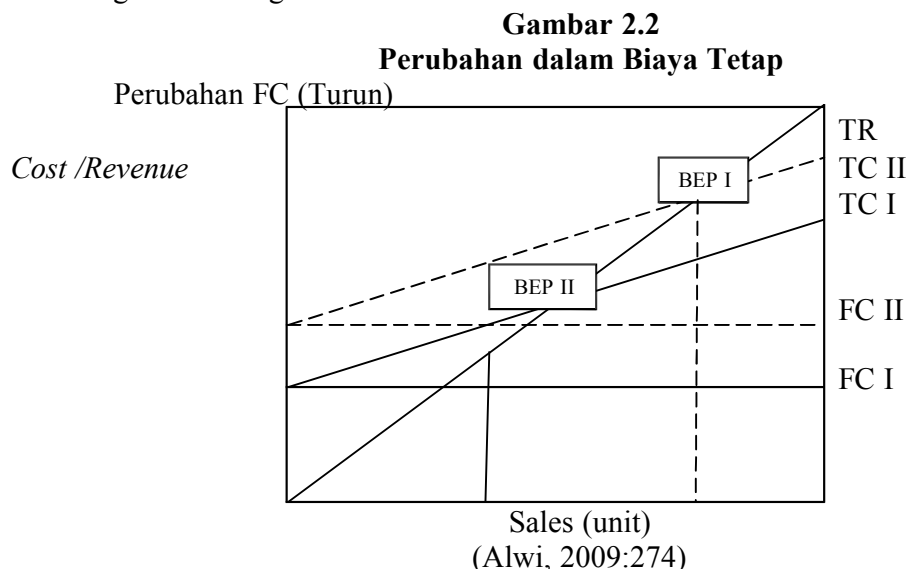 Gambar 2.2
Perubahan dalam Biaya Tetap
Perubahan FC (Turun)
TR
Cost /Revenue
TC II
BEP I
TC I
BEP II
FC II
FC I
Sales (unit)
(Alwi, 2009:274)